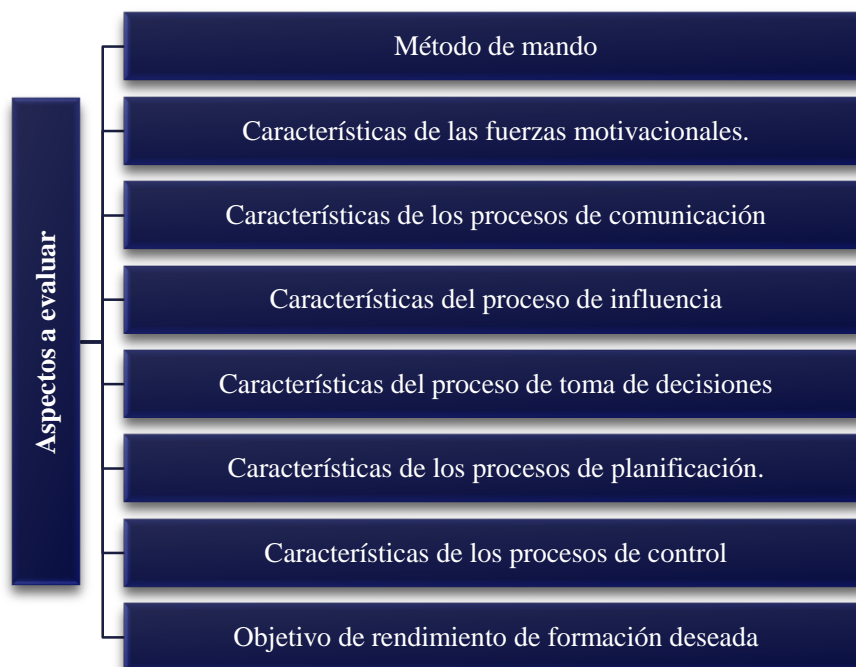 Aspectos a evaluar
Método de mando
Características de las fuerzas motivacionales.
Características de los procesos de comunicación
Características del proceso de influencia
Características del proceso de toma de decisiones
Características de los procesos de planificación.
Características de los procesos de control
Objetivo de rendimiento de formación deseada